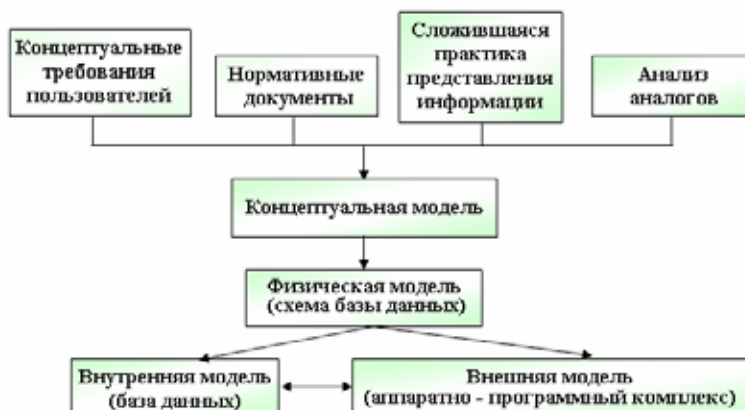 Концептуальные
требования
пользователей
Нормативные
документы
Сложившаяся
практика
представления
информации
Анализ
аналогов
Концептуальная модель
Физическая модель
(схема базы данных)
Внутренняя модель
(база данных)
Внешняя модель
(аппаратно - программный комплекс)